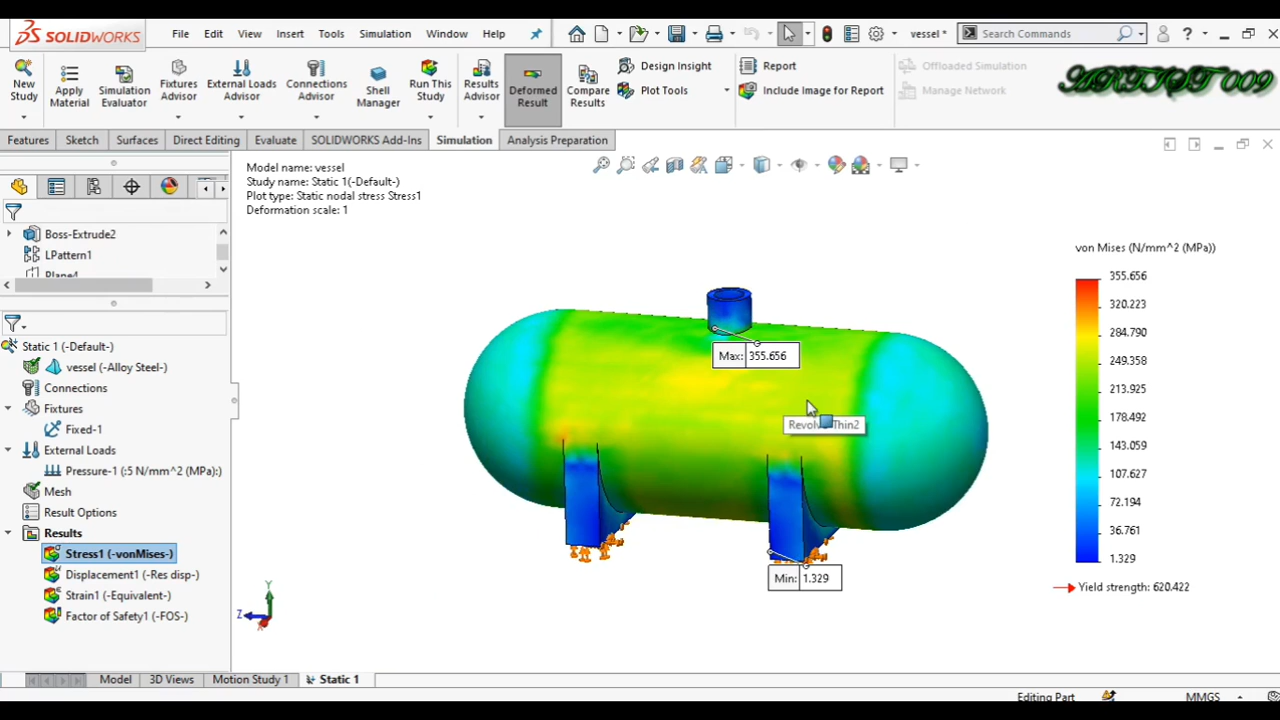 SOLIDWORKS
File Edit View Insert Tools Simulation Window Help
vessel *
Search Commands
New Study
Apply Material
Simulation Evaluator
Fixtures Advisor
External Loads Advisor
Connections Advisor
Shell Manager
Run This Study
Results Advisor
Deformed Result
Compare Results
Design Insight
Plot Tools
Report
Include Image for Report
Offloaded Simulation
Manage Network
ARTIST 009
Features Sketch Surfaces Direct Editing Evaluate SOLIDWORKS Add-Ins Simulation Analysis Preparation
Model name: vessel
Study name: Static 1(-Default-)
Plot type: Static nodal stress Stress1
Deformation scale: 1
Boss-Extrude2
LPattern1
Plane4
Static 1 (-Default-)
vessel (-Alloy Steel-)
Connections
Fixtures
Fixed-1
External Loads
Pressure-1 (:5 N/mm^2 (MPa):)
Mesh
Result Options
Results
Stress1 (-vonMises-)
Displacement1 (-Res disp-)
Strain1 (-Equivalent-)
Factor of Safety1 (-FOS-)
Max: 355.656
Revolve-Thin2
Min: 1.329
von Mises (N/mm^2 (MPa))
355.656
320.223
284.790
249.358
213.925
178.492
143.059
107.627
72.194
36.761
1.329
Yield strength: 620.422
Y
Z
X
Model 3D Views Motion Study 1 Static 1
Editing Part
MMGS